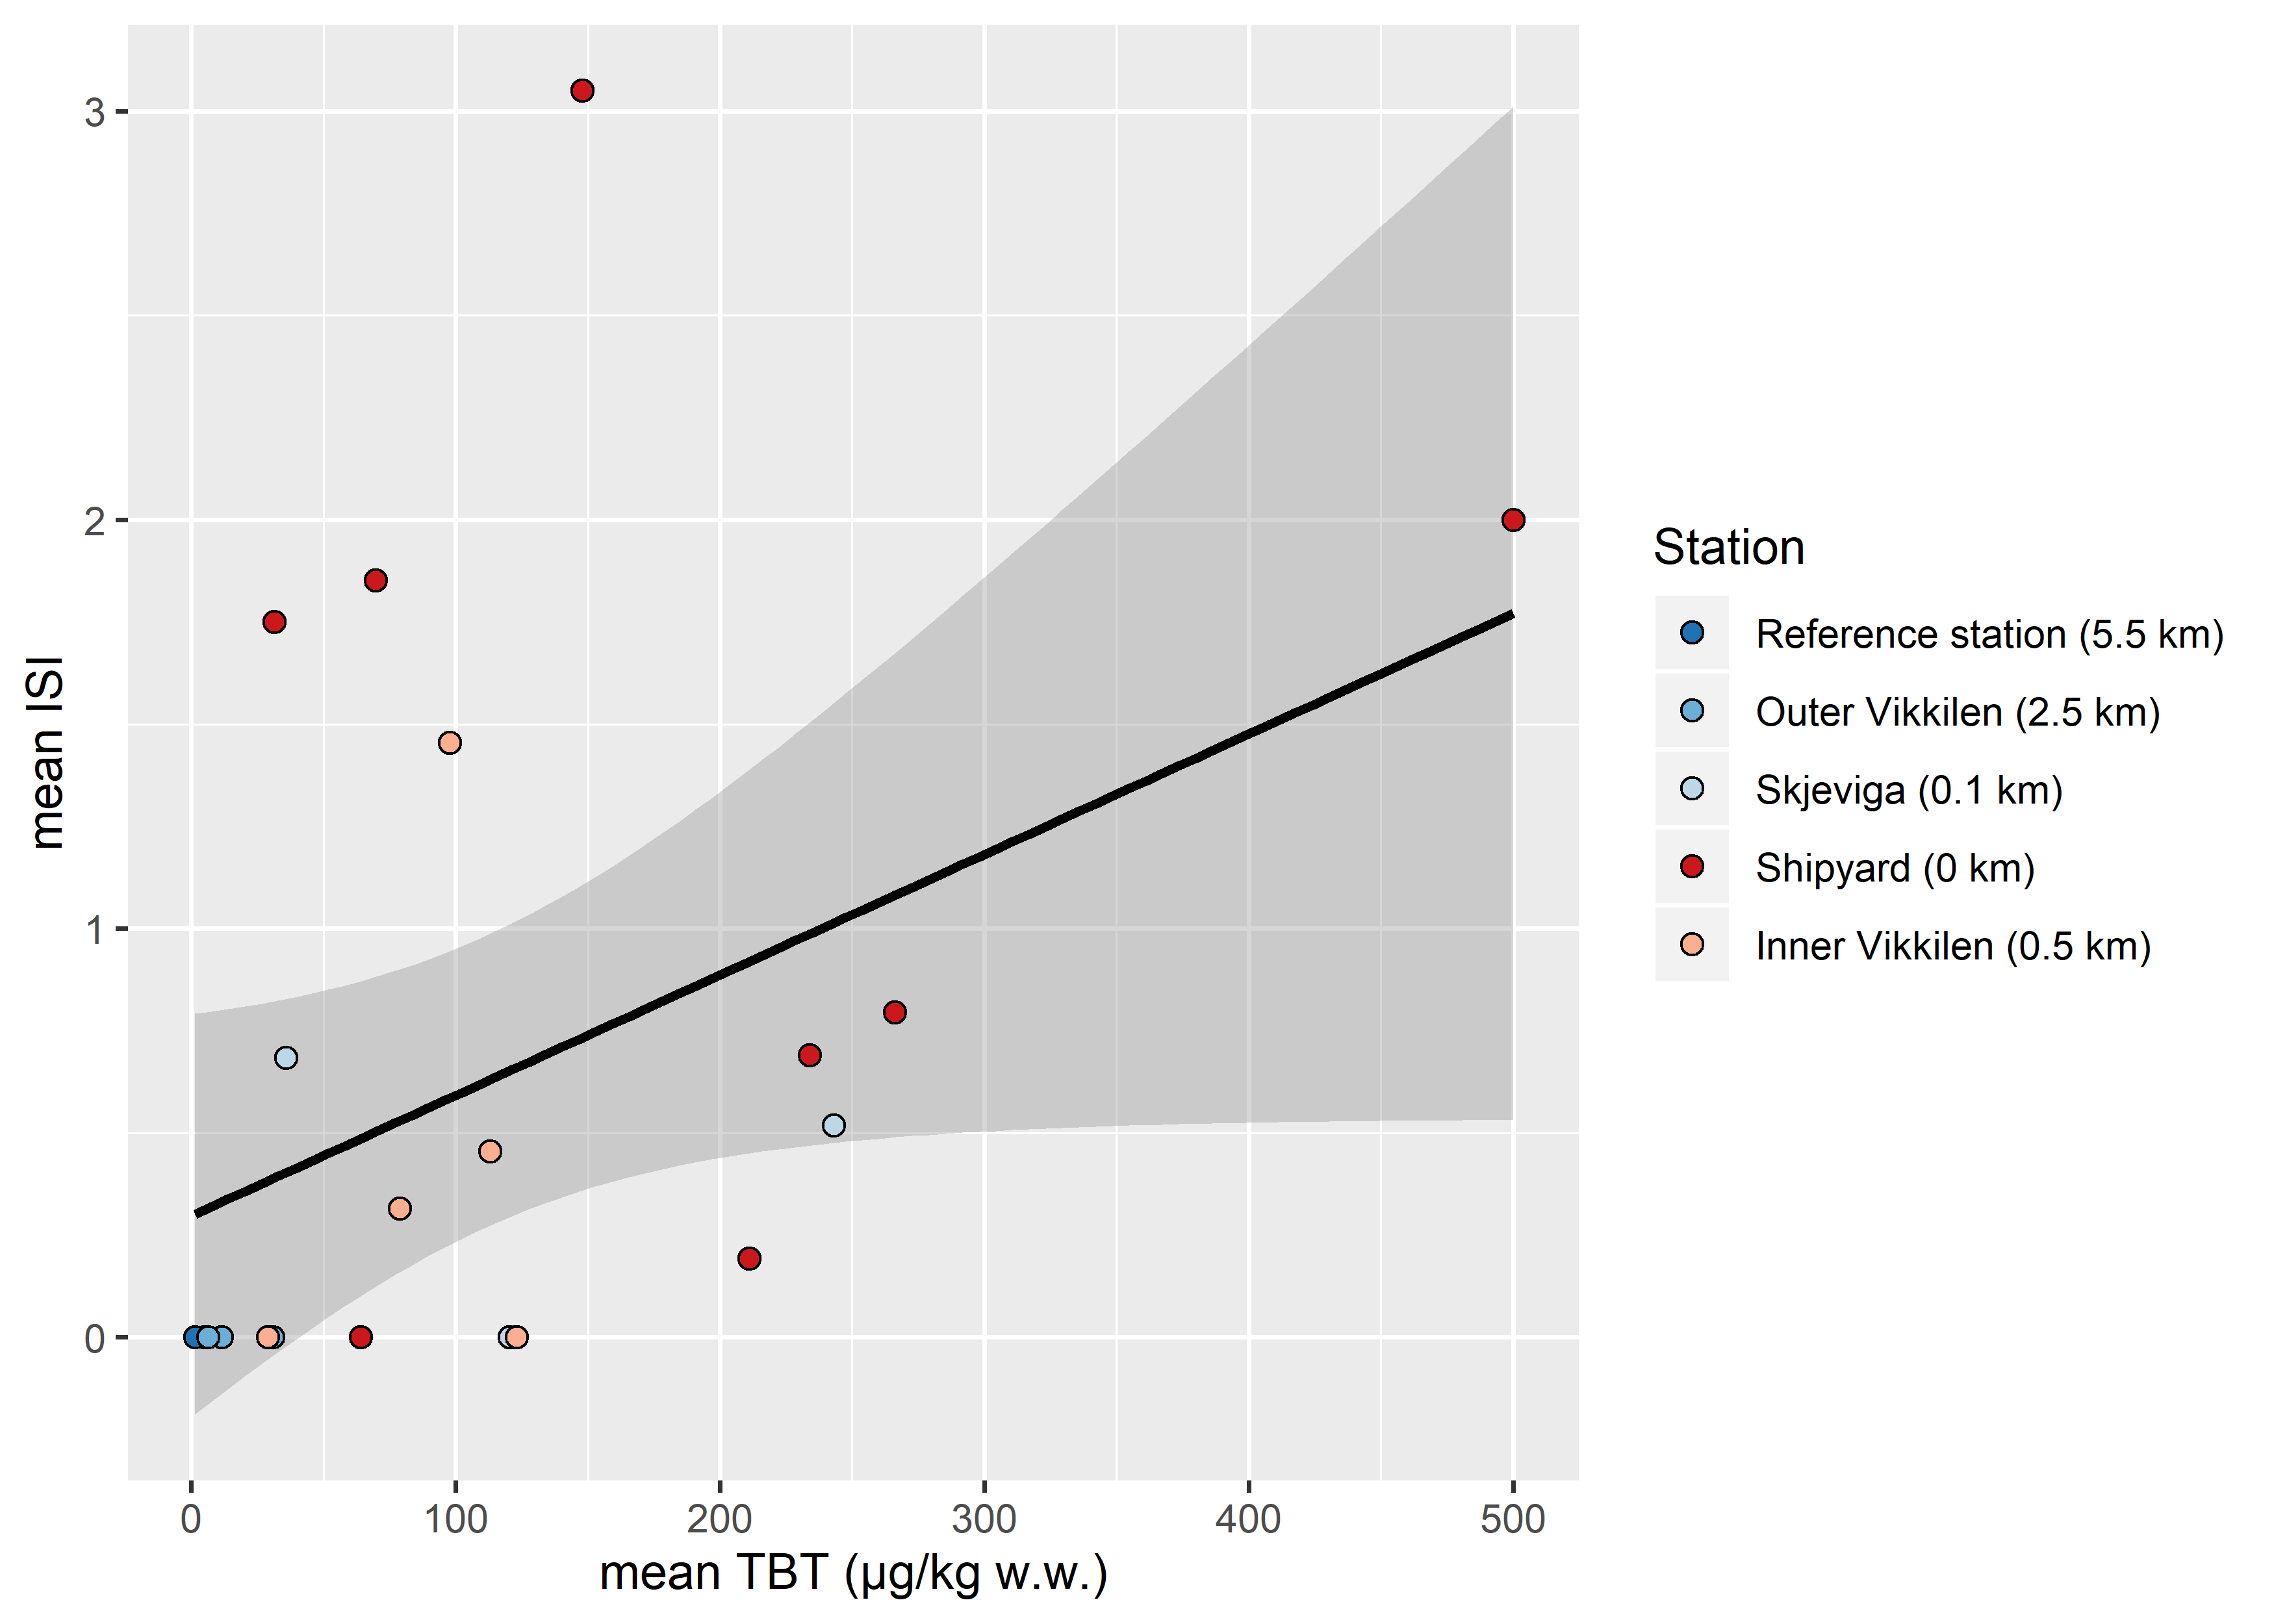 3
2
1
0
mean ISI
0 100 200 300 400 500
mean TBT (µg/kg w.w.)
Station
Reference station (5.5 km)
Outer Vikkilen (2.5 km)
Skjeviga (0.1 km)
Shipyard (0 km)
Inner Vikkilen (0.5 km)